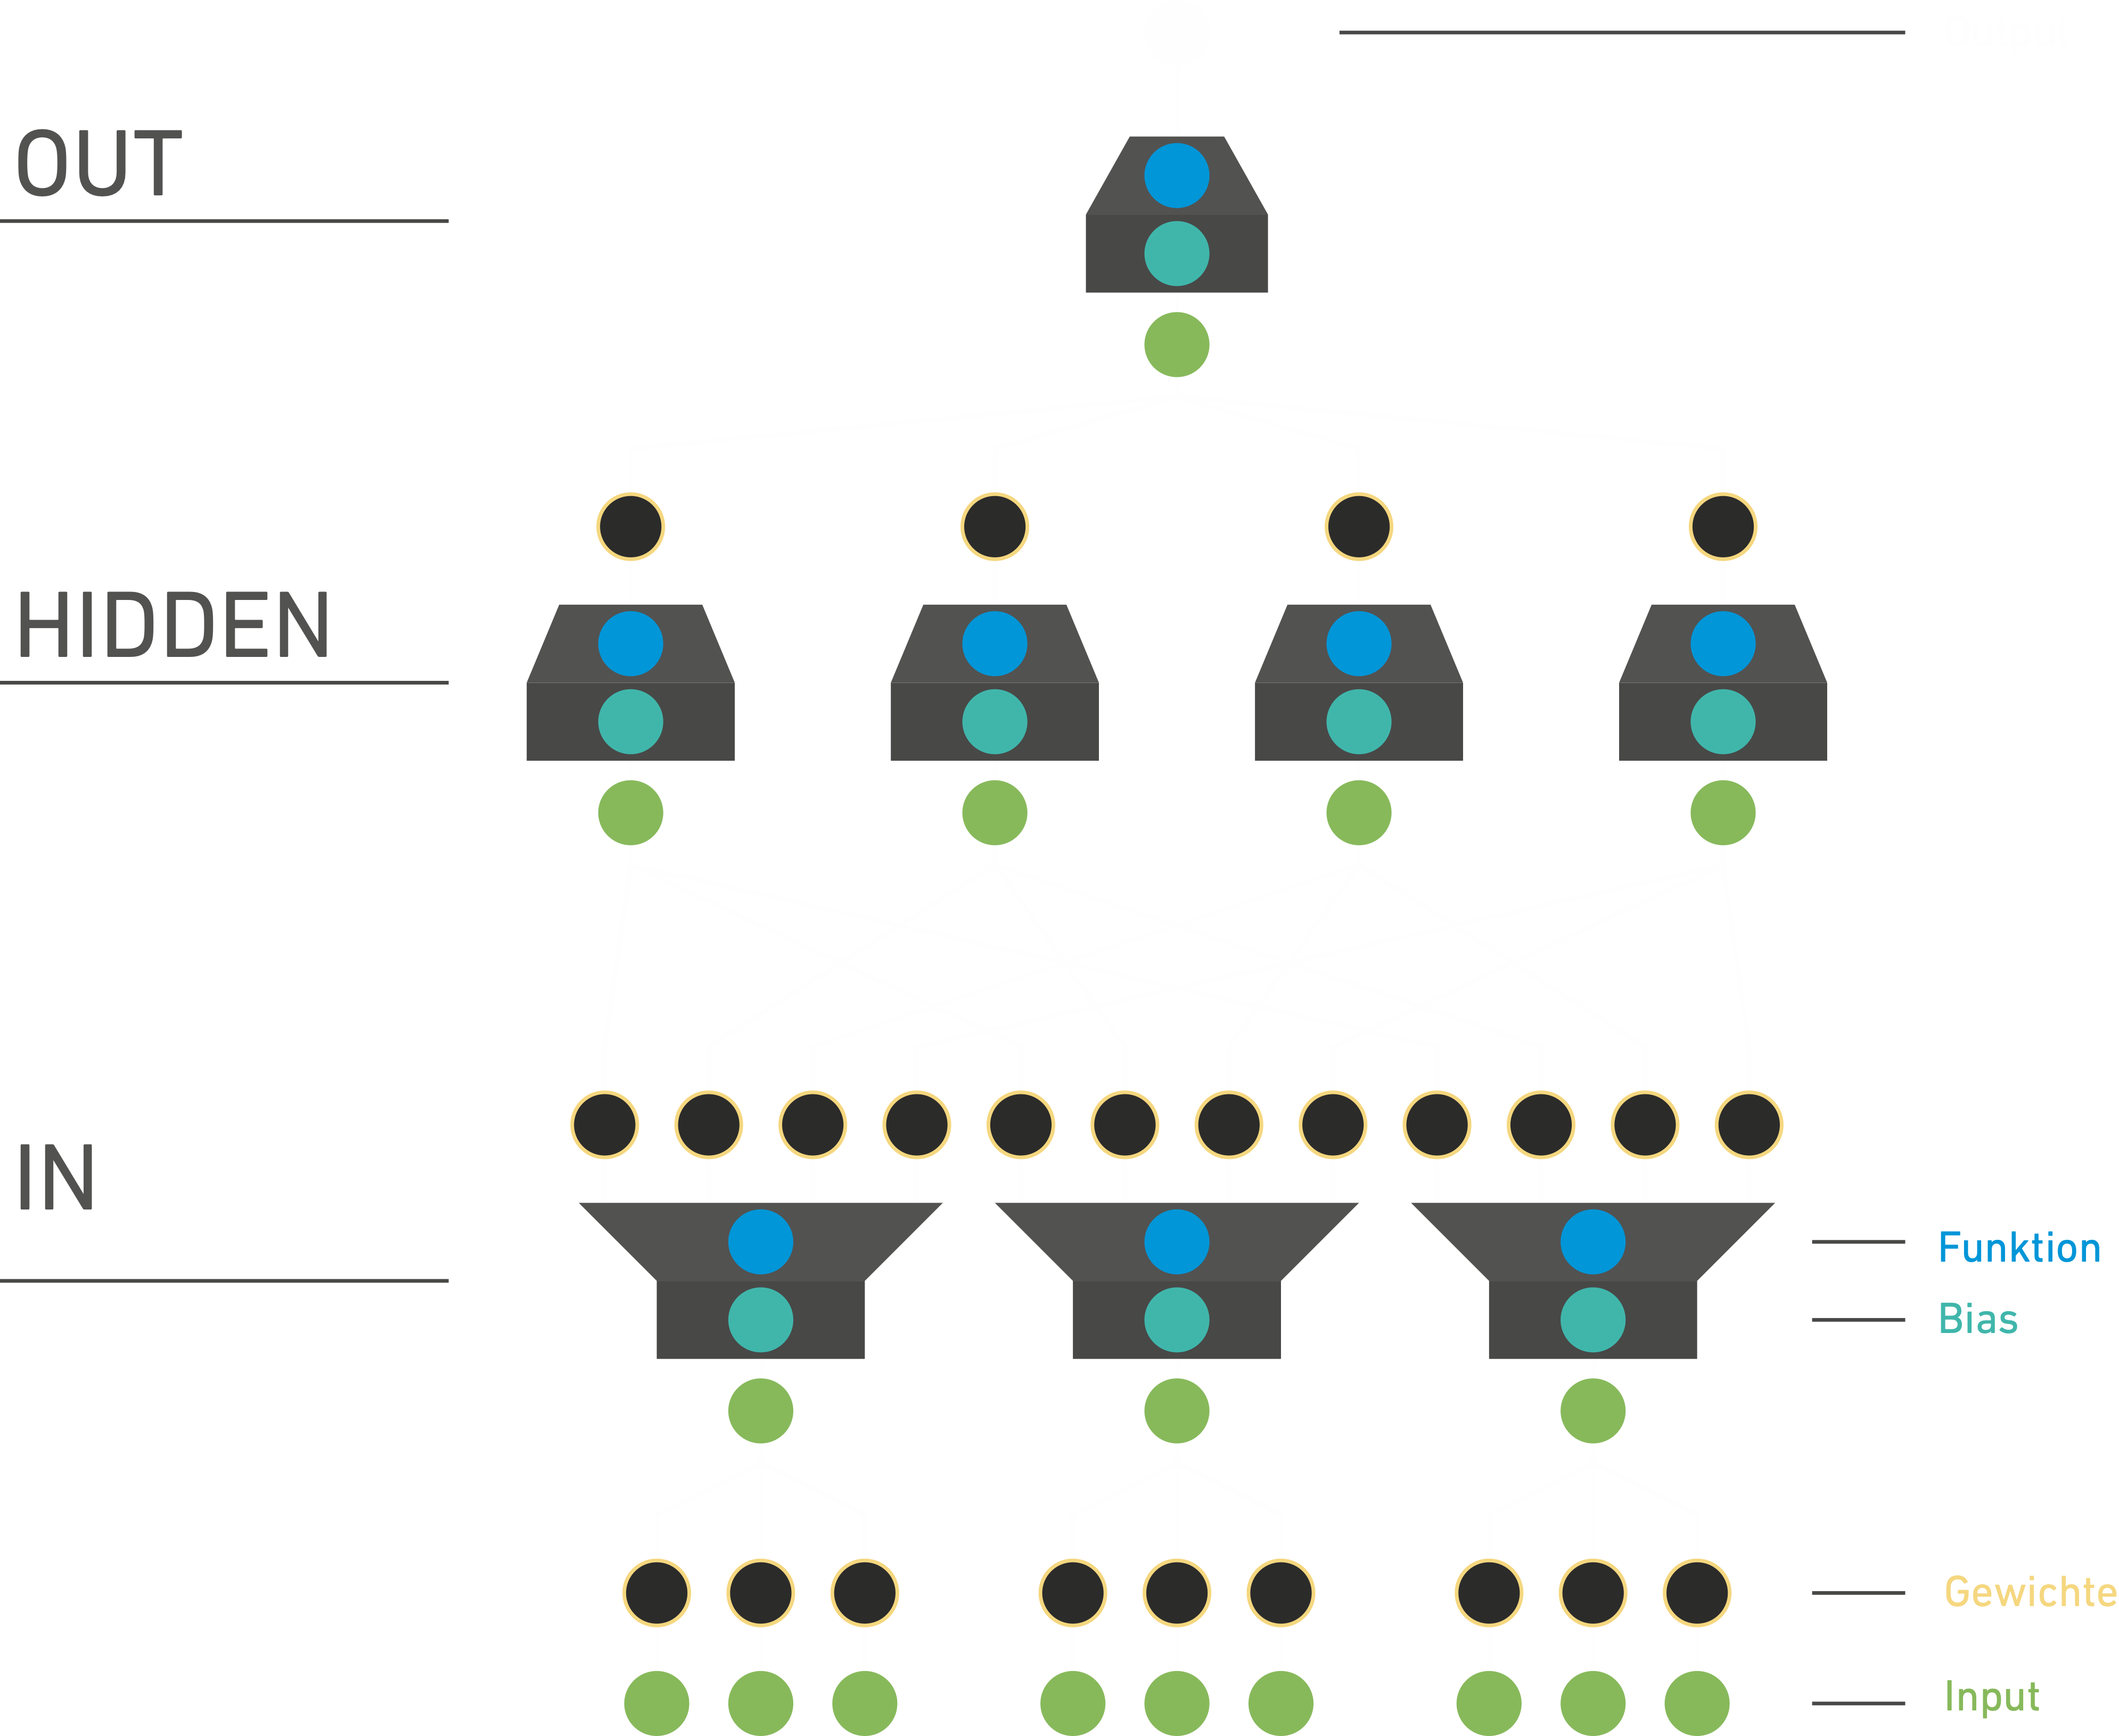 OUT
HIDDEN
IN
Funktion
Bias
Gewichte
Input